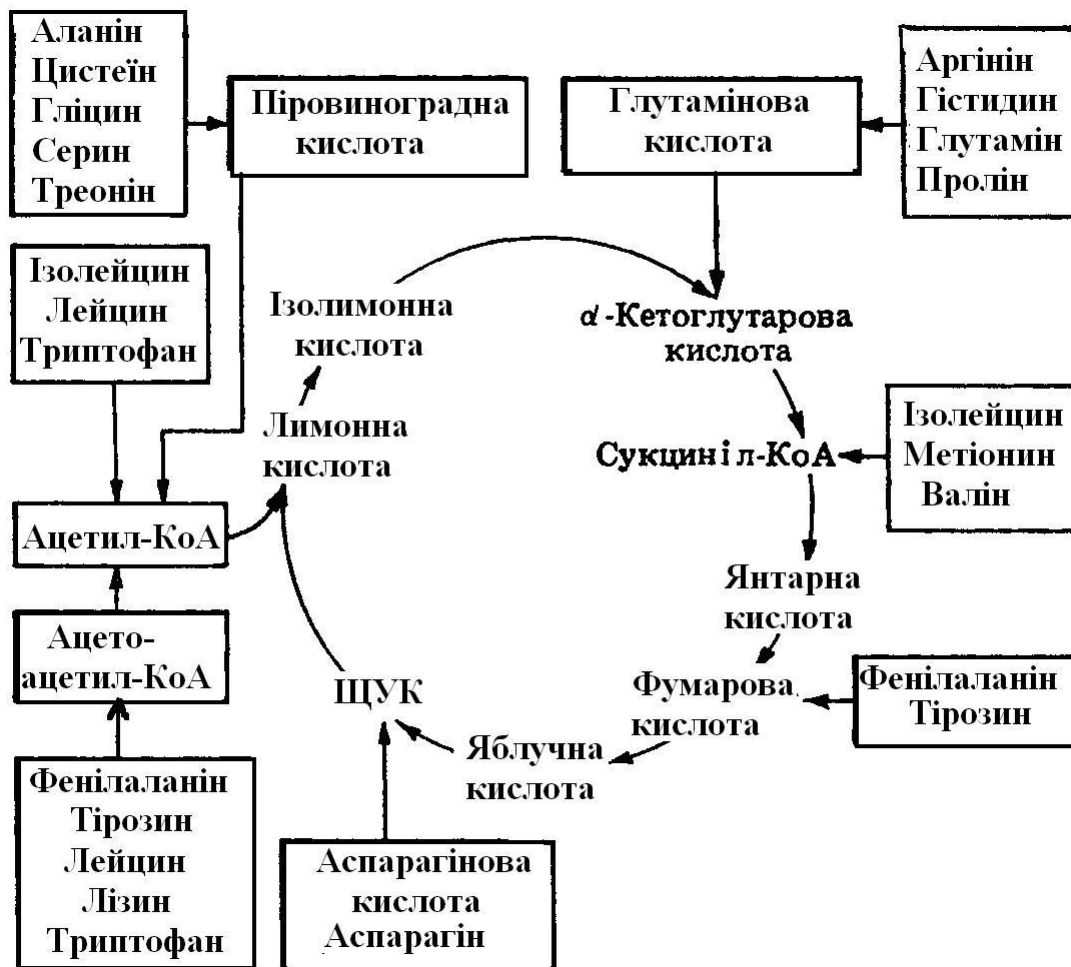 Аланін
Цистеїн
Гліцин
Серин
Треонін
Піровиноградна
кислота
Глутамінова
кислота
Аргінін
Гістидин
Глутамін
Пролін
Ізолейцин
Лейцин
Триптофан
Ізолимонна
кислота
α-Кетоглутарова
кислота
Лимонна
кислота
Сукциніл-КоА
Ізолейцин
Метіонин
Валін
Ацетил-КоА
Янтарна
кислота
Ацето-
ацетил-КоА
ЩУК
Фумарова
кислота
Фенілаланін
Тірозин
Яблучна
кислота
Фенілаланін
Тірозин
Лейцин
Лізин
Триптофан
Аспарагінова
кислота
Аспарагін